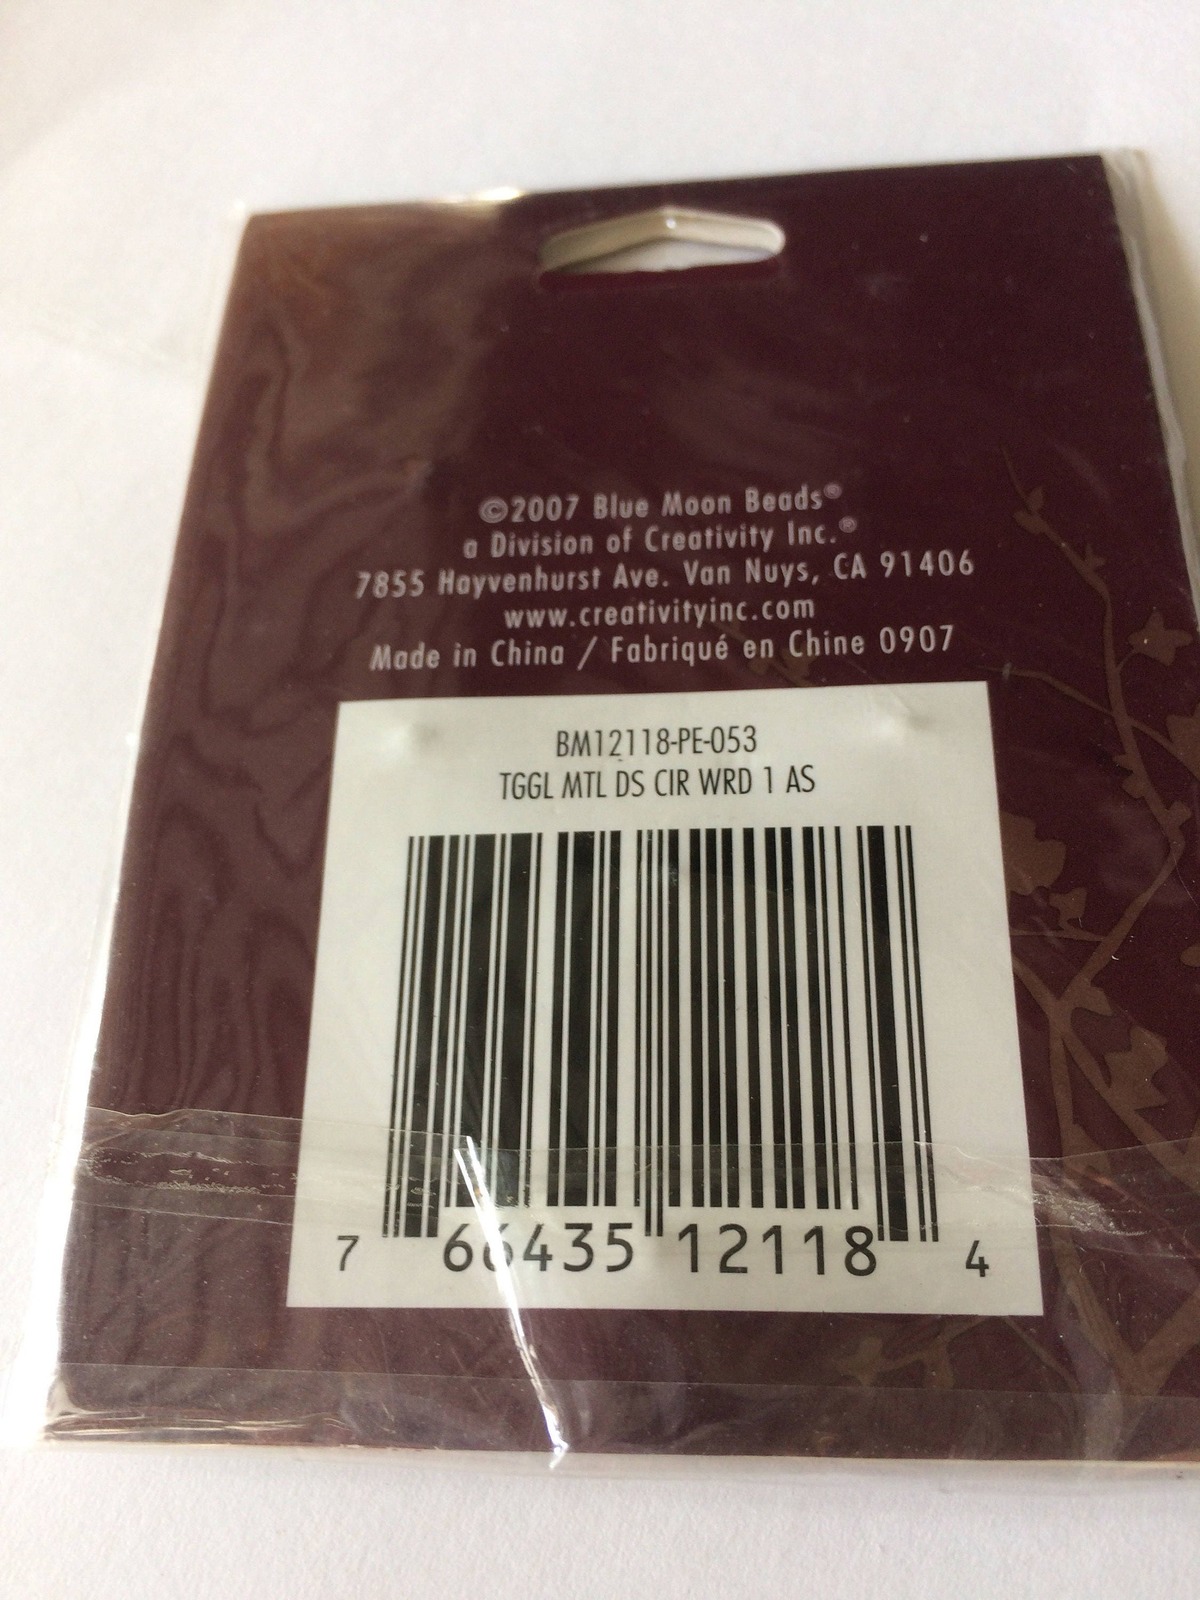 ©2007 Blue Moon Beads®
a Division of Creativity Inc.®
7855 Hayvenhurst Ave. Van Nuys, CA 91406
www.creativityinc.com
Made in China / Fabriqué en Chine 0907
BM12118-PE-053
TGGL MTL DS CIR WRD 1 AS
7 66435 12118 4